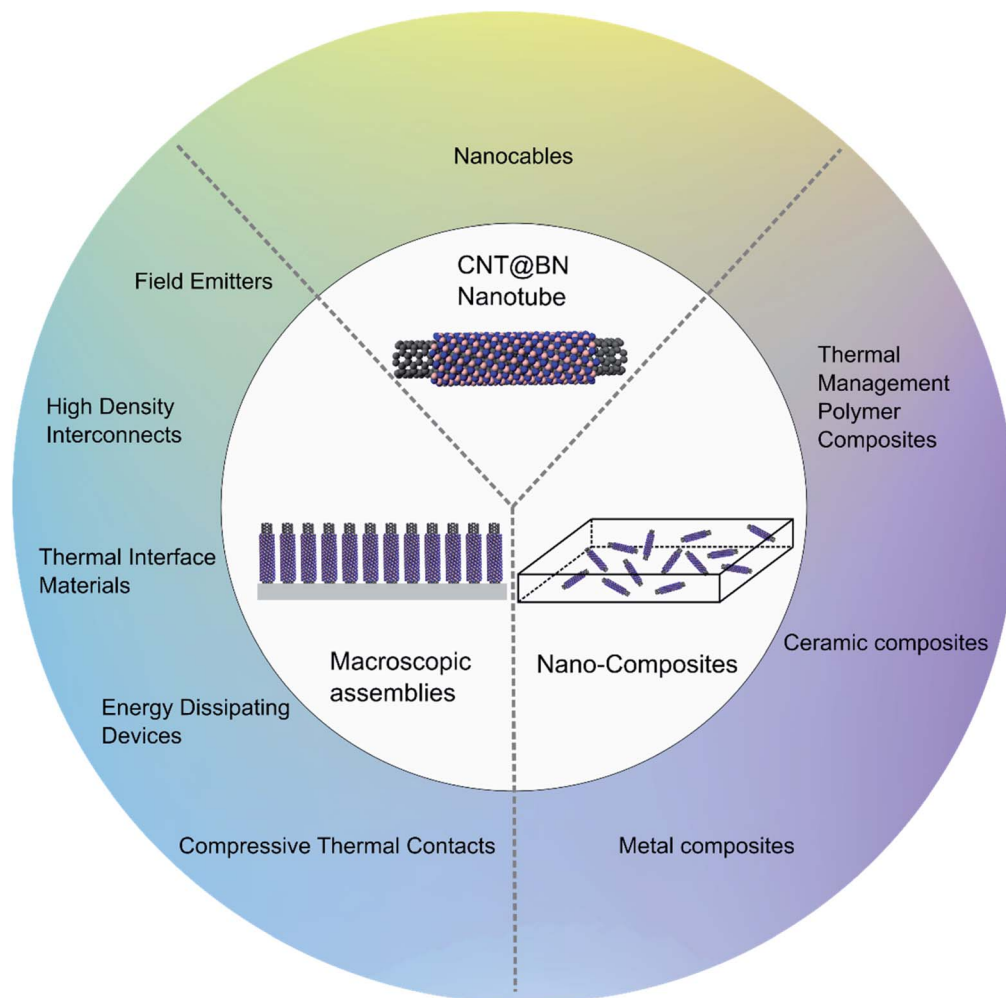 Nanocables
CNT@BN
Nanotube
Field Emitters
High Density
Interconnects
Thermal Interface
Materials
Energy Dissipating
Devices
Compressive Thermal Contacts
Macroscopic
assemblies
Nano-Composites
Thermal
Management
Polymer
Composites
Ceramic composites
Metal composites